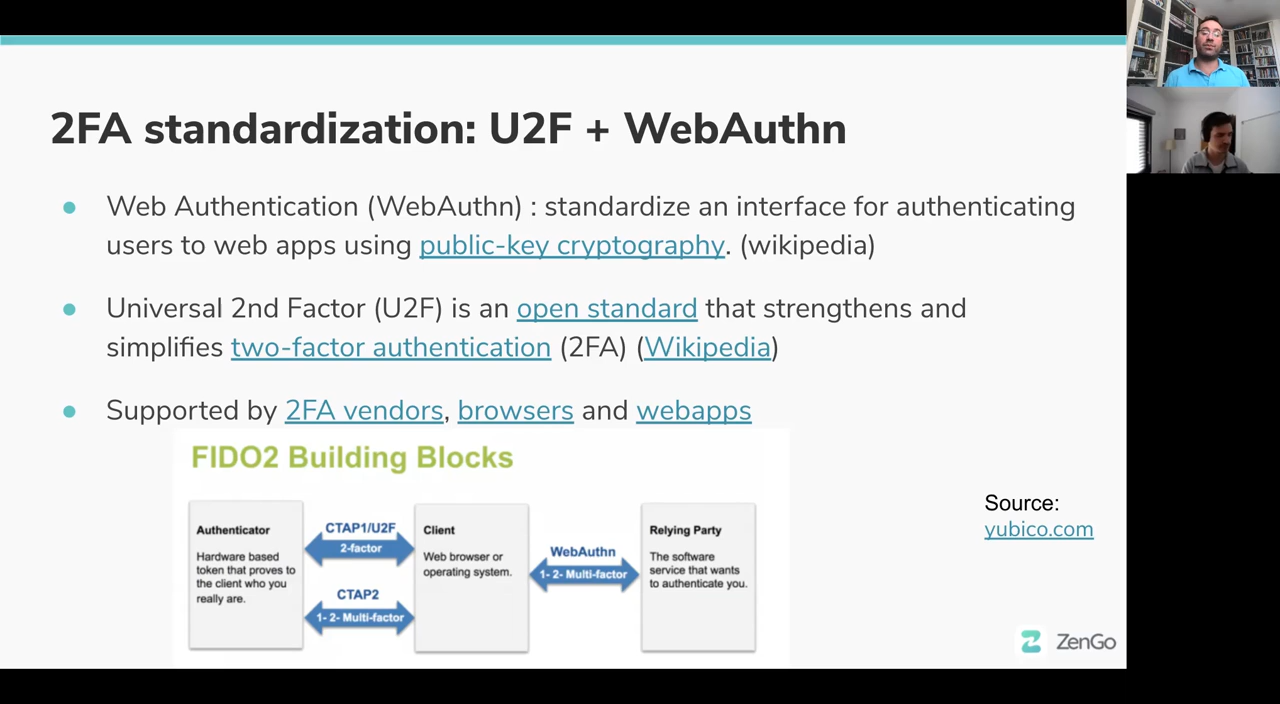 2FA standardization: U2F + WebAuthn
● Web Authentication (WebAuthn) : standardize an interface for authenticating
users to web apps using public-key cryptography. (wikipedia)
● Universal 2nd Factor (U2F) is an open standard that strengthens and
simplifies two-factor authentication (2FA) (Wikipedia)
● Supported by 2FA vendors, browsers and webapps
FIDO2 Building Blocks
Authenticator
Hardware based
token that proves to
the client who you
really are.
CTAP1/U2F
2-factor
CTAP2
1- 2- Multi-factor
Client
Web browser or
operating system.
WebAuthn
1- 2- Multi-factor
Relying Party
The software
service that wants
to authenticate you.
Source:
yubico.com
ZenGo